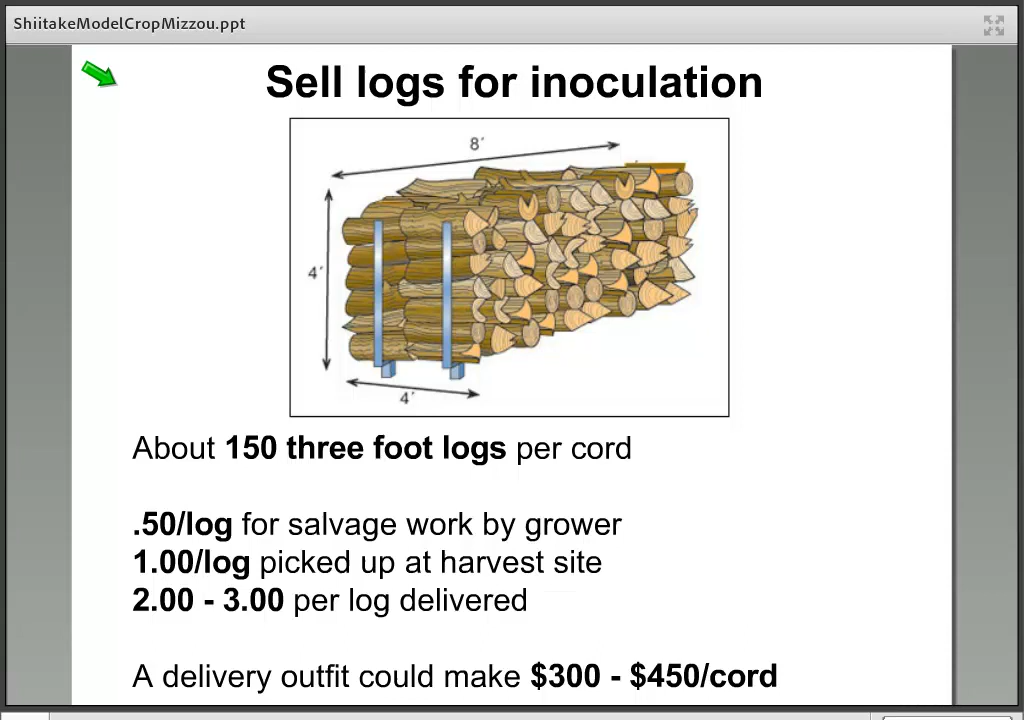 ShiitakeModelCropMizzou.ppt
Sell logs for inoculation
8´
4´
4´
About 150 three foot logs per cord
.50/log for salvage work by grower
1.00/log picked up at harvest site
2.00 - 3.00 per log delivered
A delivery outfit could make $300 - $450/cord